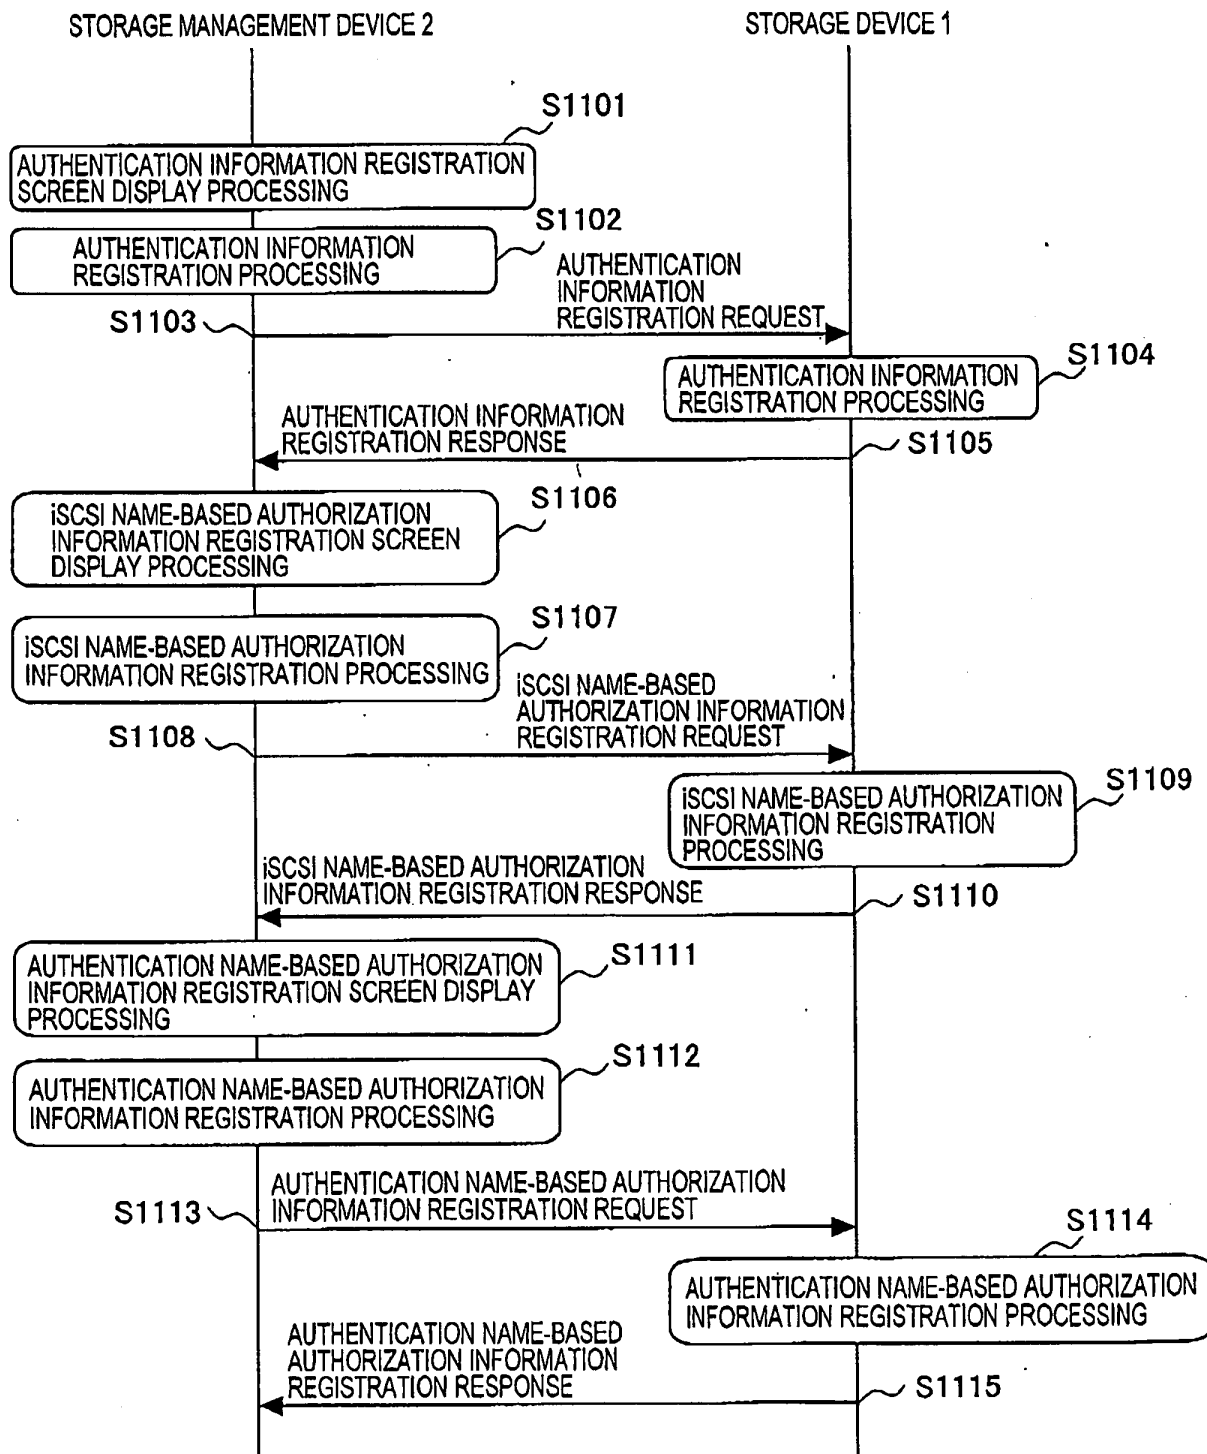 STORAGE MANAGEMENT DEVICE 2
STORAGE DEVICE 1
S1101
AUTHENTICATION INFORMATION REGISTRATION
SCREEN DISPLAY PROCESSING
S1102
AUTHENTICATION INFORMATION
REGISTRATION PROCESSING
AUTHENTICATION
INFORMATION
REGISTRATION REQUEST
S1103
S1104
AUTHENTICATION INFORMATION
REGISTRATION PROCESSING
AUTHENTICATION INFORMATION
REGISTRATION RESPONSE
S1105
S1106
iSCSI NAME-BASED AUTHORIZATION
INFORMATION REGISTRATION SCREEN
DISPLAY PROCESSING
S1107
iSCSI NAME-BASED AUTHORIZATION
INFORMATION REGISTRATION PROCESSING
iSCSI NAME-BASED
AUTHORIZATION INFORMATION
REGISTRATION REQUEST
S1108
S1109
iSCSI NAME-BASED AUTHORIZATION
INFORMATION REGISTRATION
PROCESSING
iSCSI NAME-BASED AUTHORIZATION
INFORMATION REGISTRATION RESPONSE
S1110
S1111
AUTHENTICATION NAME-BASED AUTHORIZATION
INFORMATION REGISTRATION SCREEN DISPLAY
PROCESSING
S1112
AUTHENTICATION NAME-BASED AUTHORIZATION
INFORMATION REGISTRATION PROCESSING
AUTHENTICATION NAME-BASED AUTHORIZATION
INFORMATION REGISTRATION REQUEST
S1113
S1114
AUTHENTICATION NAME-BASED AUTHORIZATION
INFORMATION REGISTRATION PROCESSING
AUTHENTICATION NAME-BASED
AUTHORIZATION INFORMATION
REGISTRATION RESPONSE
S1115